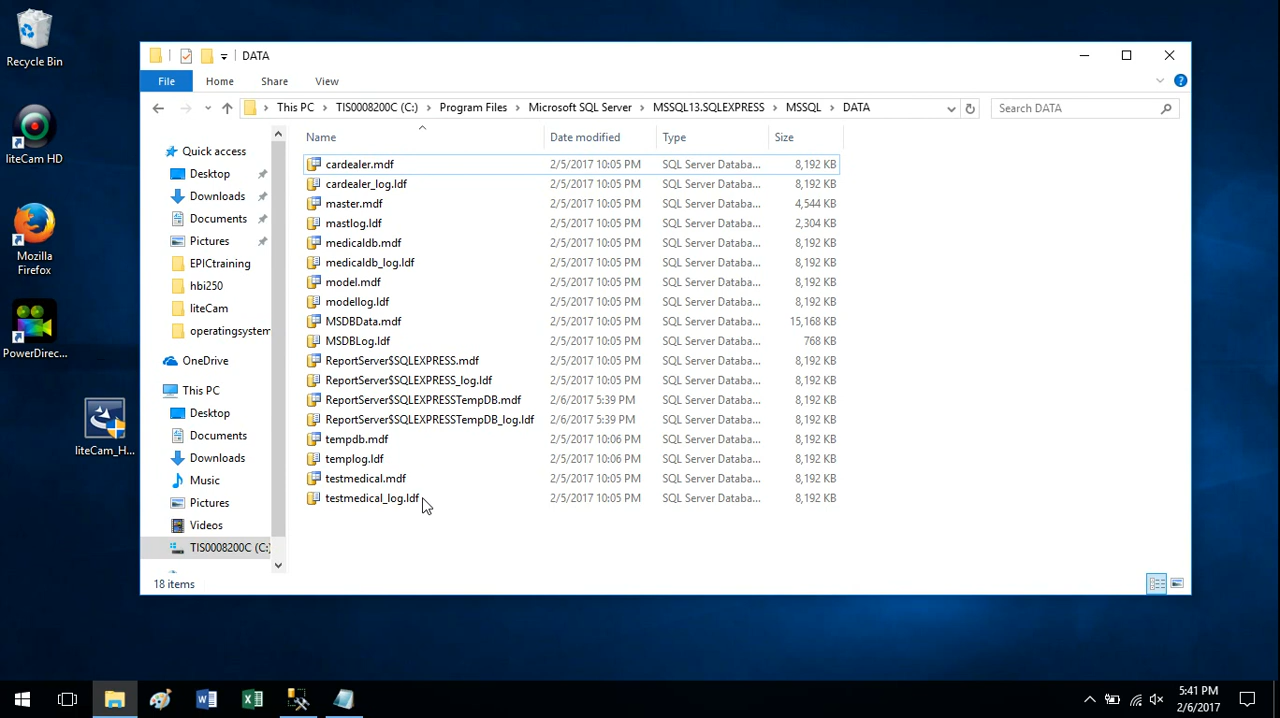 Recycle Bin
liteCam HD
Mozilla
Firefox
PowerDirec...
liteCam_H...
DATA
File Home Share View
This PC TIS0008200C (C:) Program Files Microsoft SQL Server MSSQL13.SQLEXPRESS MSSQL DATA
Search DATA
Quick access
Desktop
Downloads
Documents
Pictures
EPICtraining
hbi250
liteCam
operatingsystem
OneDrive
This PC
Desktop
Documents
Downloads
Music
Pictures
Videos
TIS0008200C (C:)
Name Date modified Type Size
cardealer.mdf 2/5/2017 10:05 PM SQL Server Databa... 8,192 KB
cardealer_log.ldf 2/5/2017 10:05 PM SQL Server Databa... 8,192 KB
master.mdf 2/5/2017 10:05 PM SQL Server Databa... 4,544 KB
mastlog.ldf 2/5/2017 10:05 PM SQL Server Databa... 2,304 KB
medicaldb.mdf 2/5/2017 10:05 PM SQL Server Databa... 8,192 KB
medicaldb_log.ldf 2/5/2017 10:05 PM SQL Server Databa... 8,192 KB
model.mdf 2/5/2017 10:05 PM SQL Server Databa... 8,192 KB
modellog.ldf 2/5/2017 10:05 PM SQL Server Databa... 8,192 KB
MSDBData.mdf 2/5/2017 10:05 PM SQL Server Databa... 15,168 KB
MSDBLog.ldf 2/5/2017 10:05 PM SQL Server Databa... 768 KB
ReportServer$SQLEXPRESS.mdf 2/5/2017 10:05 PM SQL Server Databa... 8,192 KB
ReportServer$SQLEXPRESS_log.ldf 2/5/2017 10:05 PM SQL Server Databa... 8,192 KB
ReportServer$SQLEXPRESSTempDB.mdf 2/6/2017 5:39 PM SQL Server Databa... 8,192 KB
ReportServer$SQLEXPRESSTempDB_log.ldf 2/6/2017 5:39 PM SQL Server Databa... 8,192 KB
tempdb.mdf 2/5/2017 10:06 PM SQL Server Databa... 8,192 KB
templog.ldf 2/5/2017 10:06 PM SQL Server Databa... 8,192 KB
testmedical.mdf 2/5/2017 10:05 PM SQL Server Databa... 8,192 KB
testmedical_log.ldf 2/5/2017 10:05 PM SQL Server Databa... 8,192 KB
18 items
5:41 PM
2/6/2017